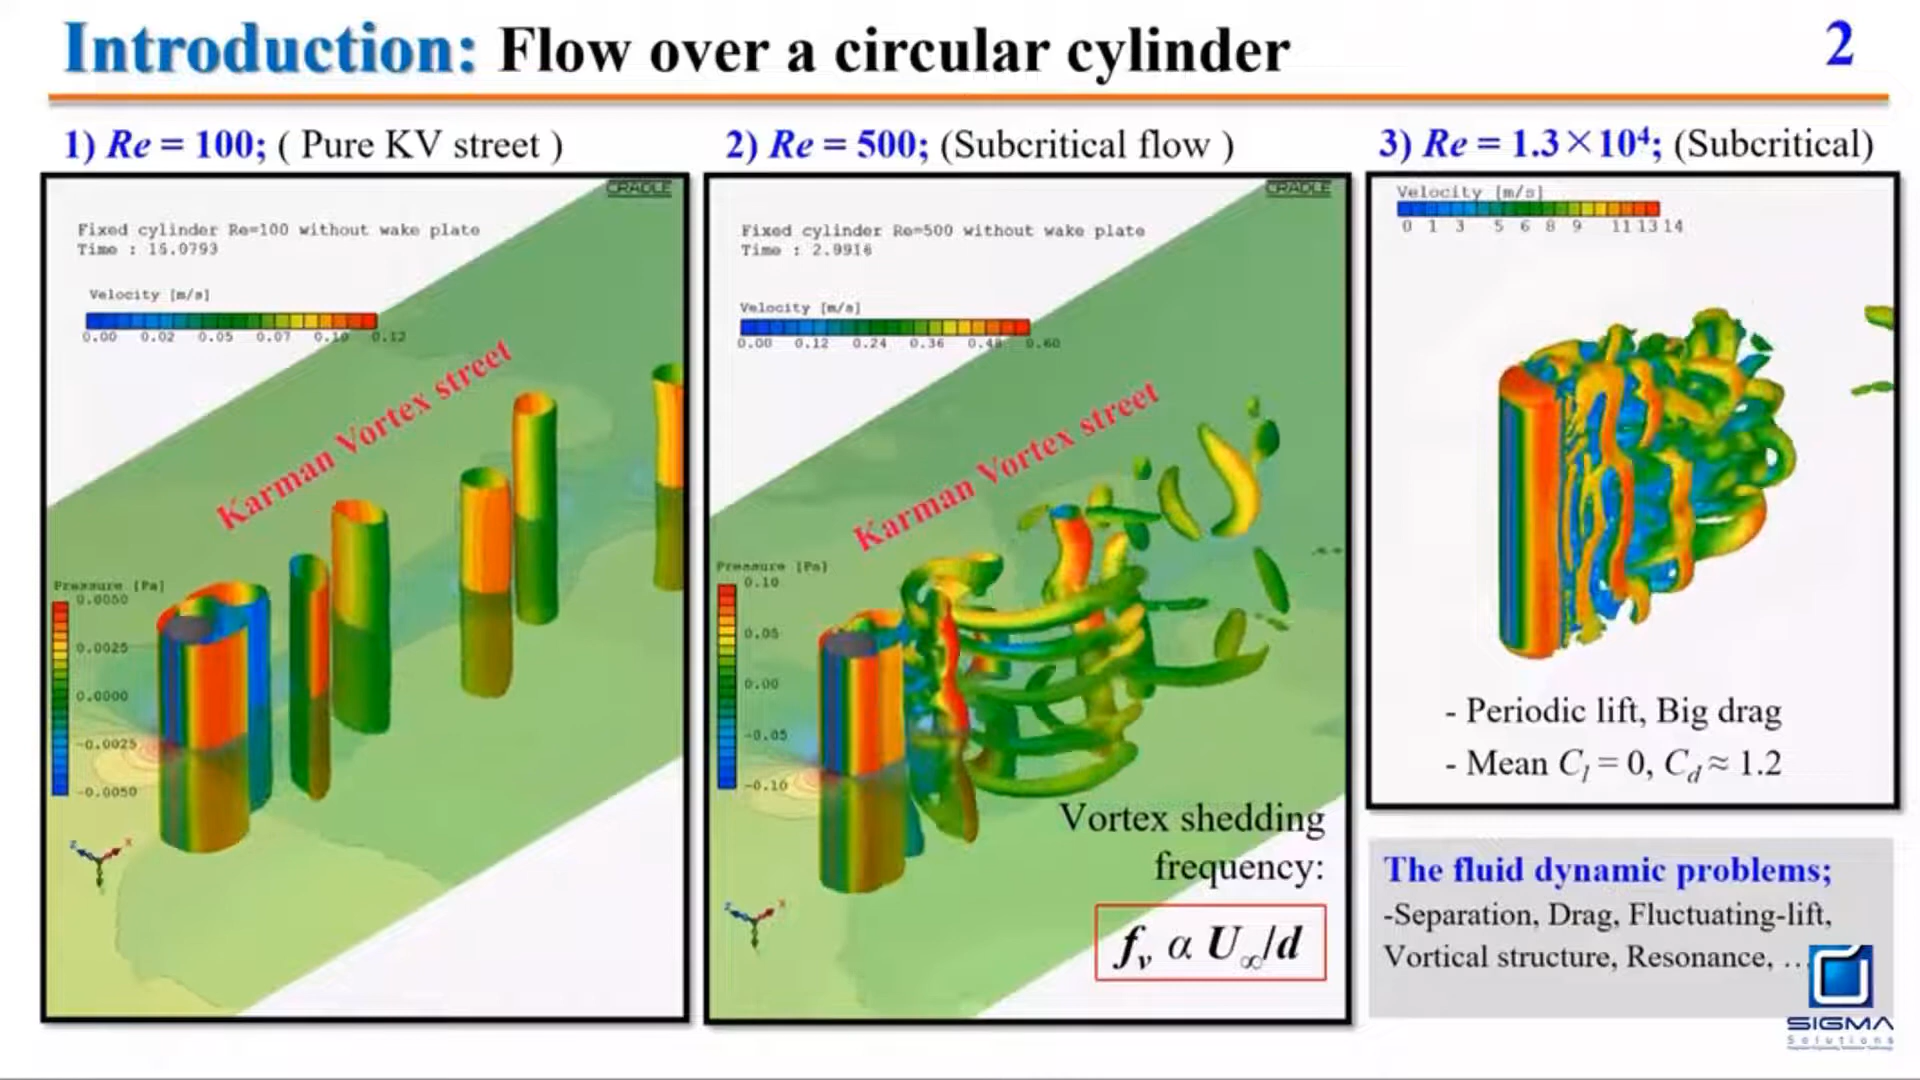 Introduction: Flow over a circular cylinder
2
1) Re = 100; ( Pure KV street )
CRADLE
Fixed cylinder Re=100 without wake plate
Time : 15.0793
Velocity [m/s]
0.00 0.02 0.05 0.07 0.10 0.12
Karman Vortex street
Pressure [Pa]
0.0050
0.0025
0.0000
-0.0025
-0.0050
Z X
2) Re = 500; (Subcritical flow )
CRADLE
Fixed cylinder Re=500 without wake plate
Time : 2.9916
Velocity [m/s]
0.00 0.12 0.24 0.36 0.48 0.60
Karman Vortex street
Pressure [Pa]
0.10
0.05
0.00
-0.05
-0.10
Z X
Vortex shedding
frequency:
fᵥ α U∞/d
3) Re = 1.3×10⁴; (Subcritical)
Velocity [m/s]
0 1 3 5 6 8 9 11 13 14
- Periodic lift, Big drag
- Mean Cₗ = 0, C_d ≈ 1.2
The fluid dynamic problems;
-Separation, Drag, Fluctuating-lift,
Vortical structure, Resonance, ...
SIGMA
Solutions